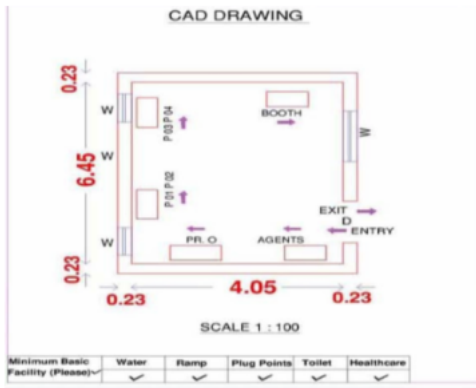 CAD DRAWING
0.23
W
P 03 P 04
BOOTH
W
W
6.45
P 01 P 02
EXIT
D
ENTRY
W
PR. O
AGENTS
0.23
0.23
4.05
0.23
SCALE 1 : 100
Minimum Basic Facility (Please)✓ Water Ramp Plug Points Toilet Healthcare
✓ ✓ ✓ ✓ ✓